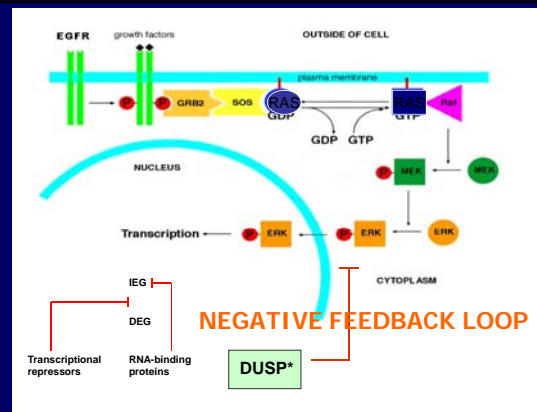 EGFR
growth factors
OUTSIDE OF CELL
plasma membrane
P
P
GRB2
SOS
RAS
GDP
RAS
GTP
Raf
GDP
GTP
NUCLEUS
P
MEK
MEK
Transcription
P
ERK
P
ERK
ERK
IEG
CYTOPLASM
DEG
NEGATIVE FEEDBACK LOOP
Transcriptional
repressors
RNA-binding
proteins
DUSP*